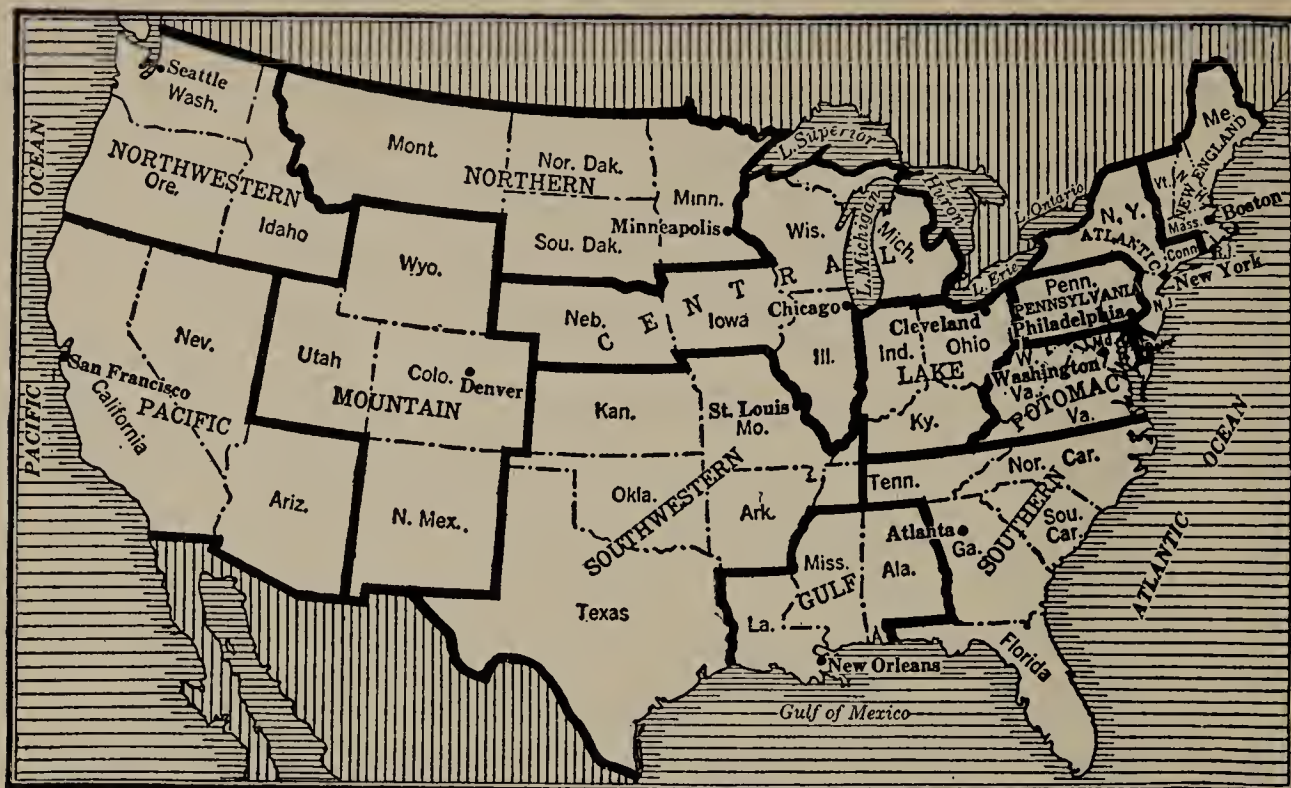 Seattle
Wash.
NORTHWESTERN
Ore.
Idaho
Mont.
Nor. Dak.
NORTHERN
Sou. Dak.
Minn.
Minneapolis
L. Superior
Wis.
L. Michigan
Mich.
L. Huron
L. Ontario
L. Erie
Me.
NEW ENGLAND
Vt.
N. H.
Mass.
Boston
Conn.
R.I.
N. Y.
ATLANTIC
New York
N.J.
Penn.
PENNSYLVANIA
Philadelphia
Md.
W.
Va.
Washington
POTOMAC
Va.
Wyo.
Neb.
Iowa
CENTRAL
Chicago
Ill.
Ind.
Cleveland
Ohio
LAKE
Ky.
Nev.
Utah
Colo.
Denver
MOUNTAIN
San Francisco
California
PACIFIC
Kan.
St. Louis
Mo.
Ariz.
N. Mex.
Okla.
SOUTHWESTERN
Ark.
Tenn.
Nor. Car.
Sou.
Car.
SOUTHERN
Atlanta
Ga.
Miss.
Ala.
GULF
Texas
La.
New Orleans
Florida
Gulf of Mexico
PACIFIC OCEAN
ATLANTIC OCEAN